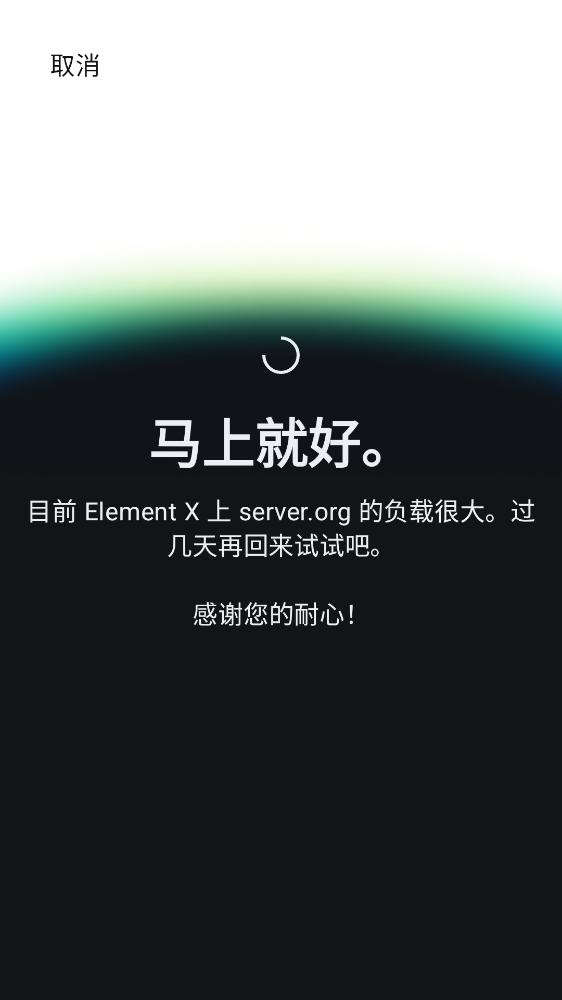 取消
马上就好。
目前 Element X 上 server.org 的负载很大。过
几天再回来试试吧。
感谢您的耐心！